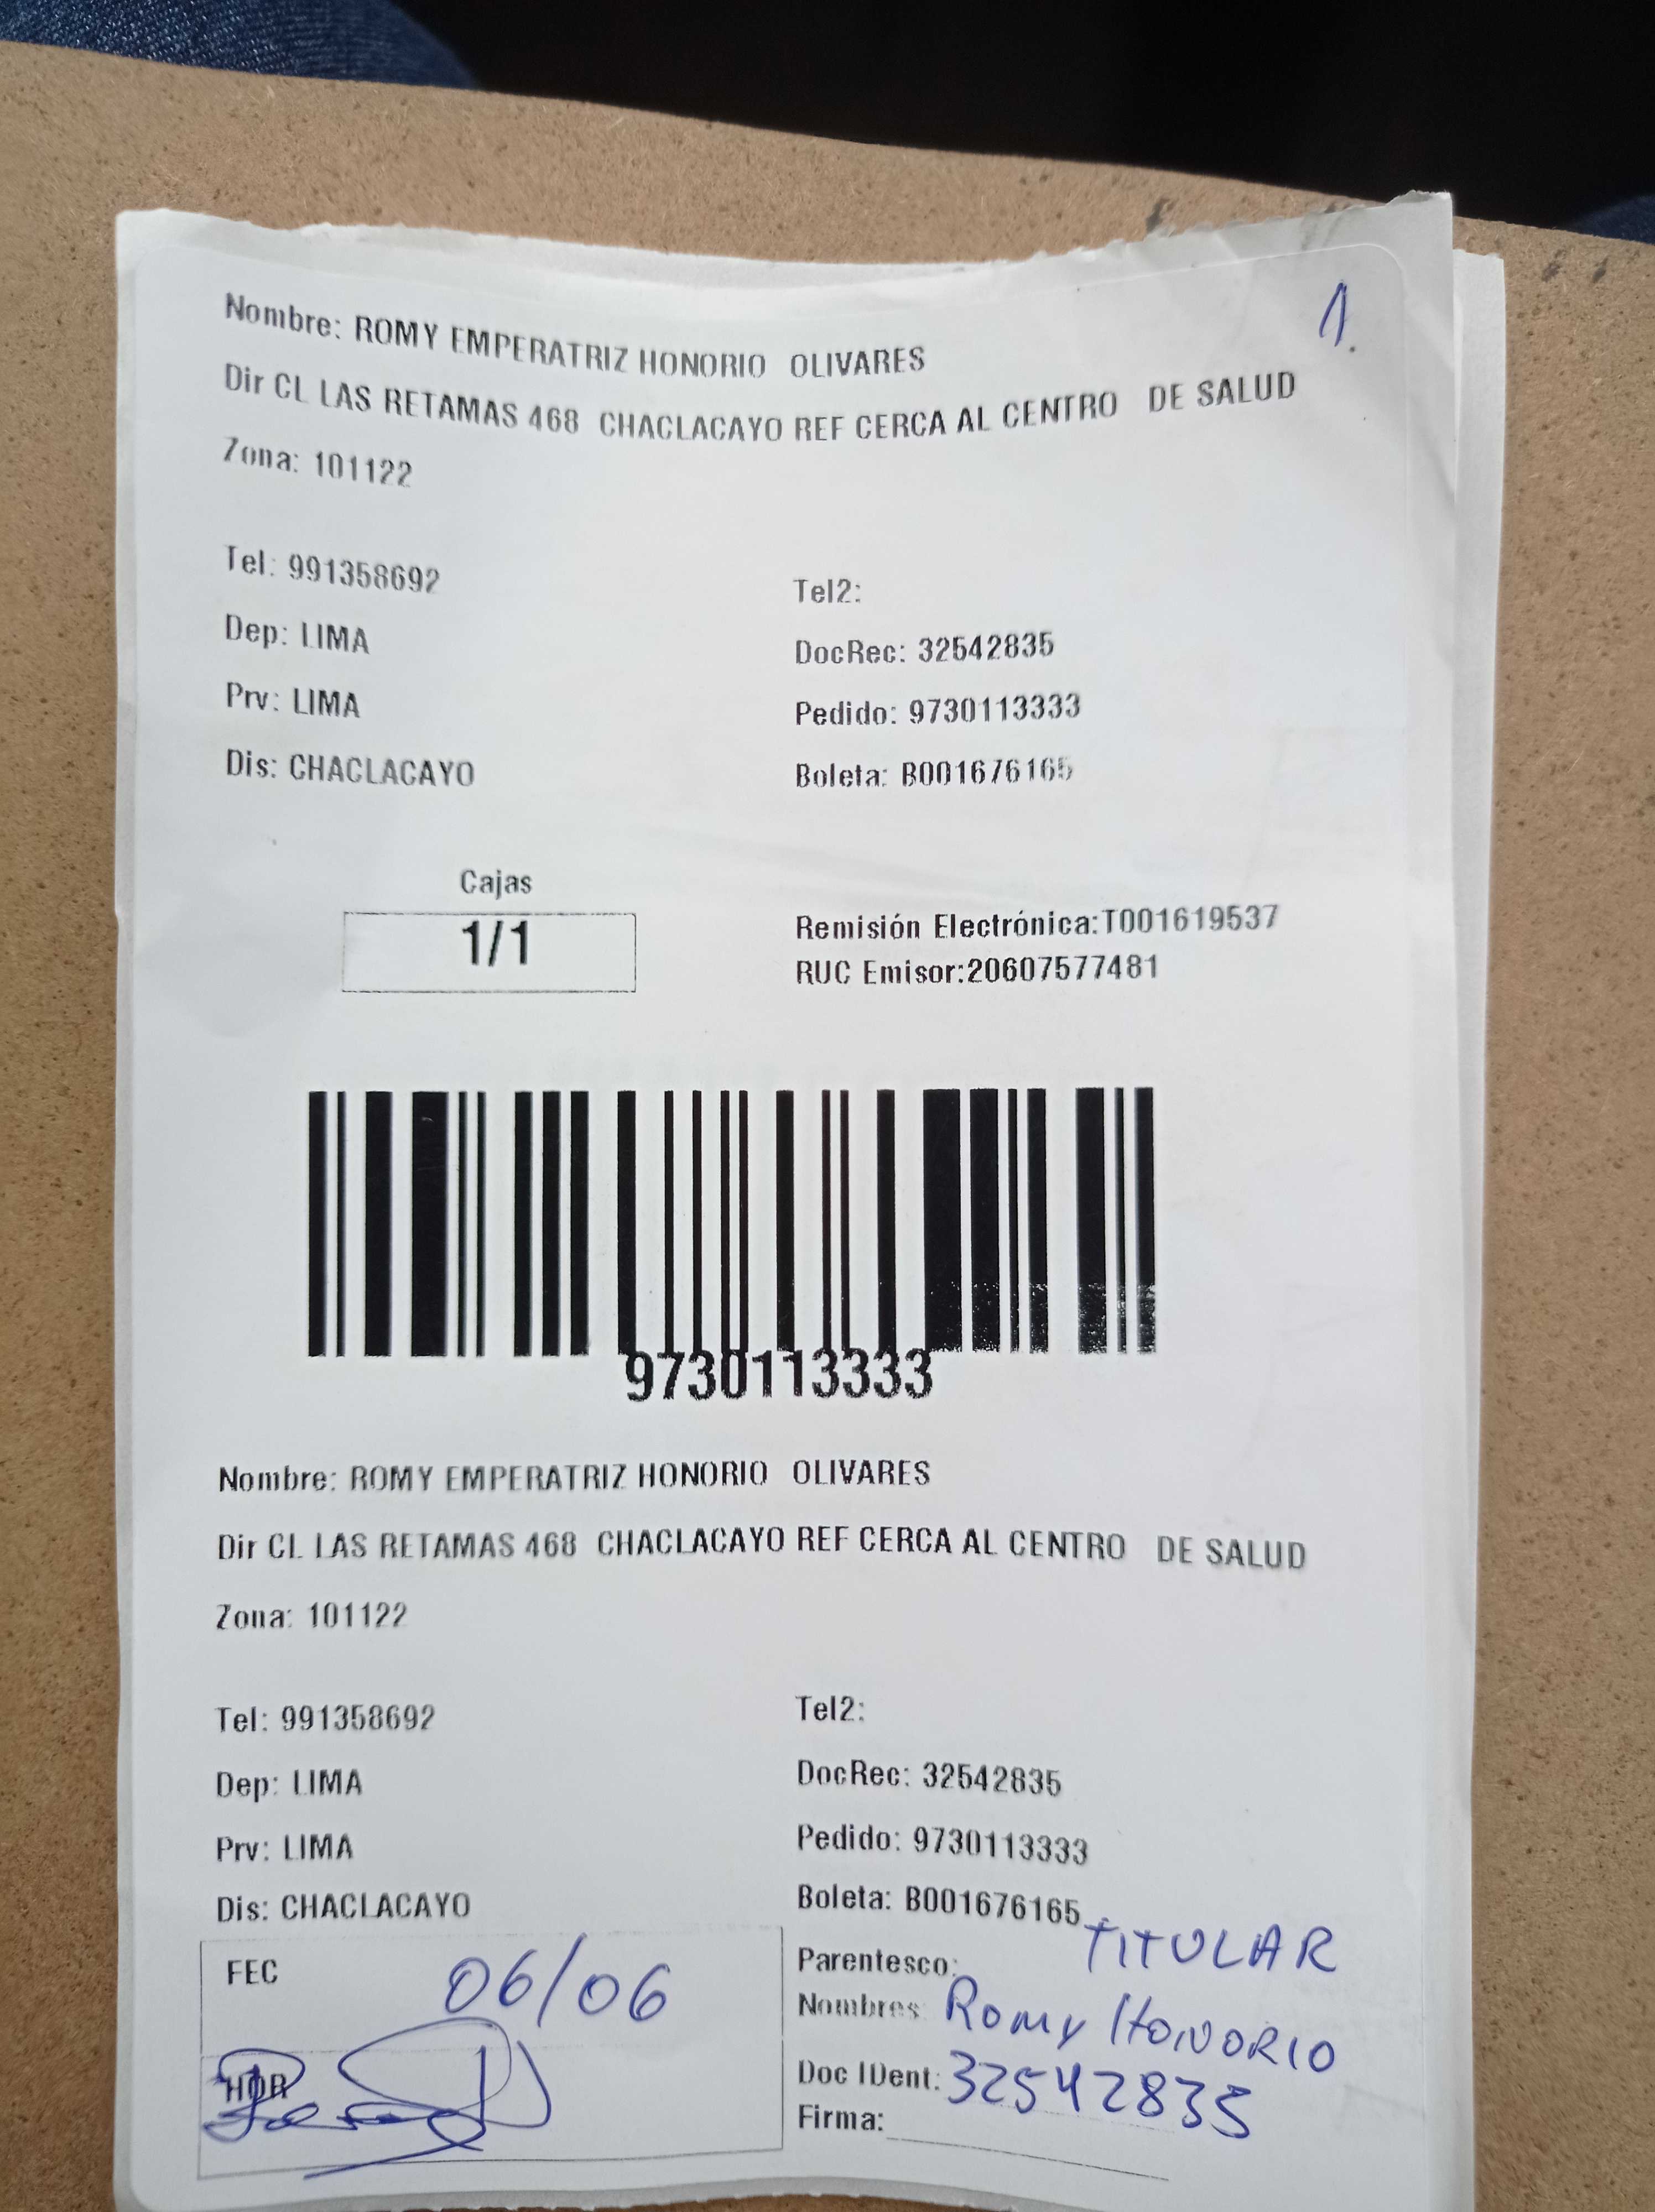 1.
Nombre: ROMY EMPERATRIZ HONORIO OLIVARES
Dir CL LAS RETAMAS 468 CHACLACAYO REF CERCA AL CENTRO DE SALUD
Zona: 101122
Tel: 991358692
Tel2:
Dep: LIMA
DocRec: 32542835
Prv: LIMA
Pedido: 9730113333
Dis: CHACLACAYO
Boleta: B001676165
Cajas
1/1
Remisión Electrónica:T001619537
RUC Emisor:20607577481
9730113333
Nombre: ROMY EMPERATRIZ HONORIO OLIVARES
Dir CL LAS RETAMAS 468 CHACLACAYO REF CERCA AL CENTRO DE SALUD
Zona: 101122
Tel: 991358692
Tel2:
Dep: LIMA
DocRec: 32542835
Prv: LIMA
Pedido: 9730113333
Dis: CHACLACAYO
Boleta: B001676165
FEC 06/06
Parentesco: TITULAR
Nombres: Romy HONORIO
HOR
Doc IDent: 32542835
Firma: